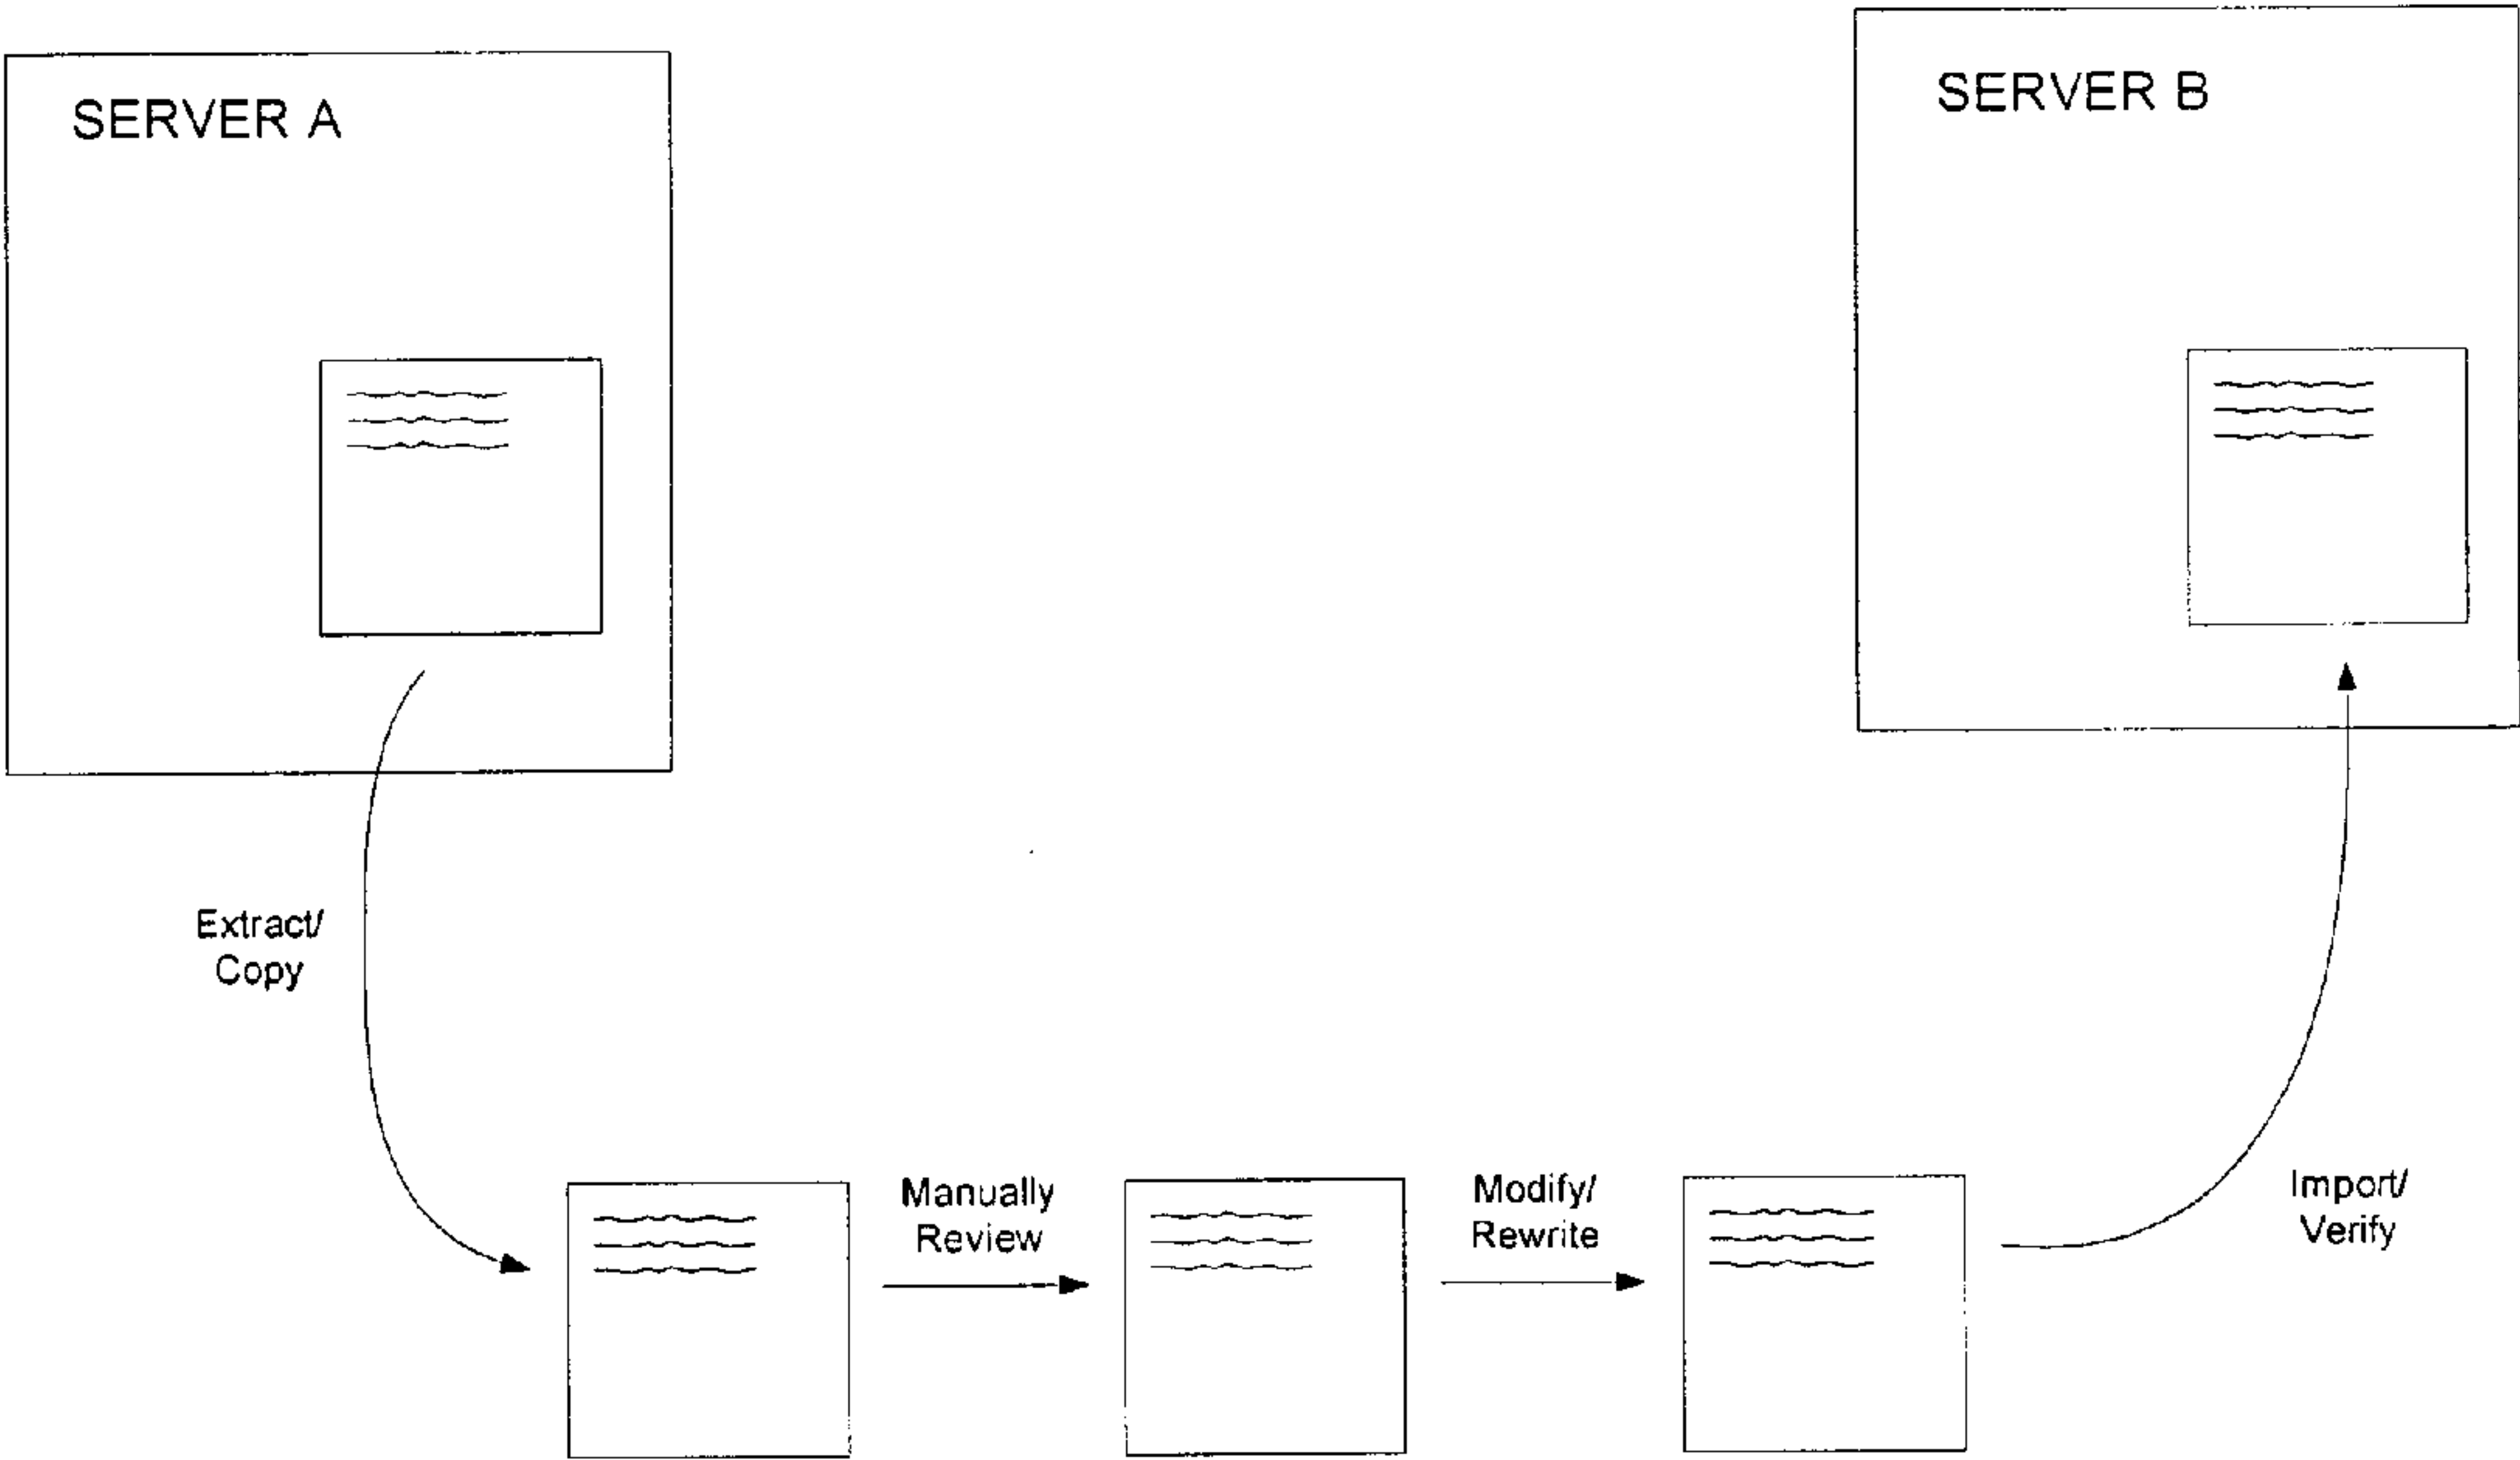 SERVER A
SERVER B
Extract/
Copy
Manually
Review
Modify/
Rewrite
Import/
Verify